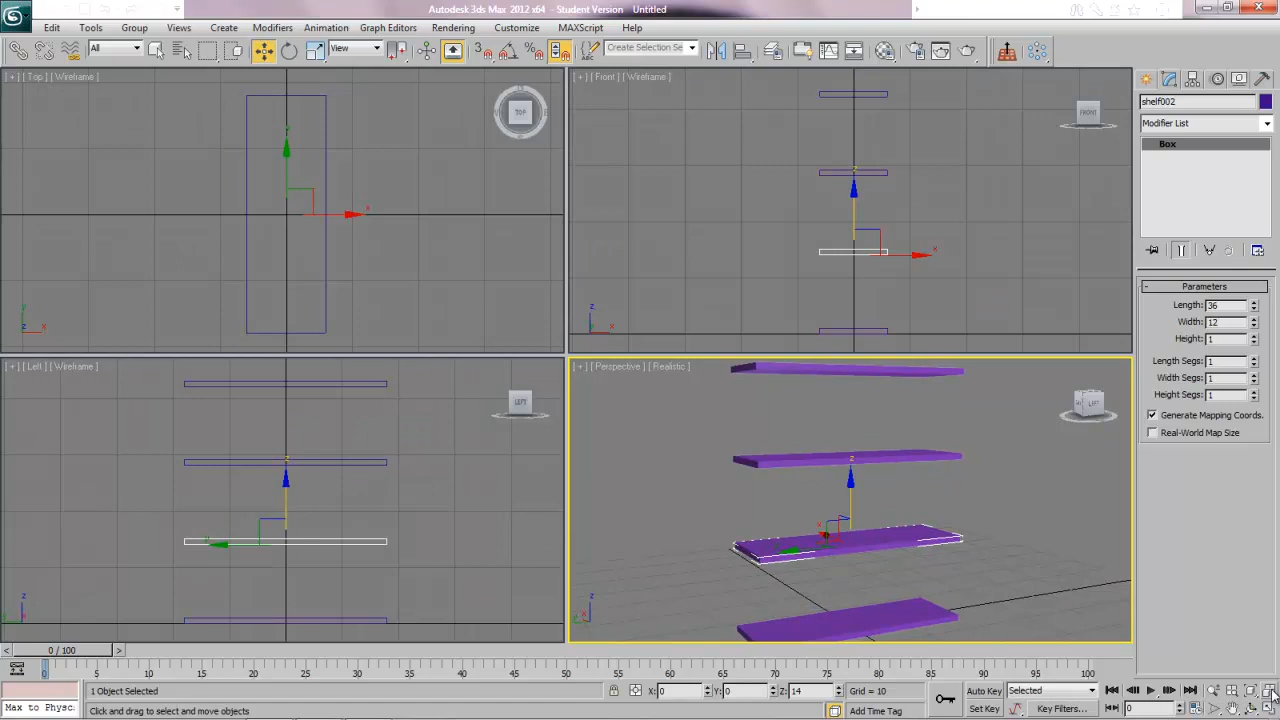 Autodesk 3ds Max 2012 x64 - Student Version Untitled
Edit Tools Group Views Create Modifiers Animation Graph Editors Rendering Customize MAXScript Help
All View 3 Create Selection Se
[ + ] [ Top ] [ Wireframe ] [ + ] [ Front ] [ Wireframe ]
TOP FRONT
shelf002
Modifier List
Box
y x z x
y z x z x
- Parameters
Length: 36
Width: 12
Height: 1
Length Segs: 1
Width Segs: 1
Height Segs: 1
Generate Mapping Coords.
Real-World Map Size
[ + ] [ Left ] [ Wireframe ] [ + ] [ Perspective ] [ Realistic ]
LEFT LEFT
z y z x
z z
< 0 / 100 >
0 5 10 15 20 25 30 35 40 45 50 55 60 65 70 75 80 85 90 95 100
1 Object Selected X: 0 Y: 0 Z: 14 Grid = 10 Auto Key Selected
Max to Physc Click and drag to select and move objects Add Time Tag Set Key Key Filters... 0